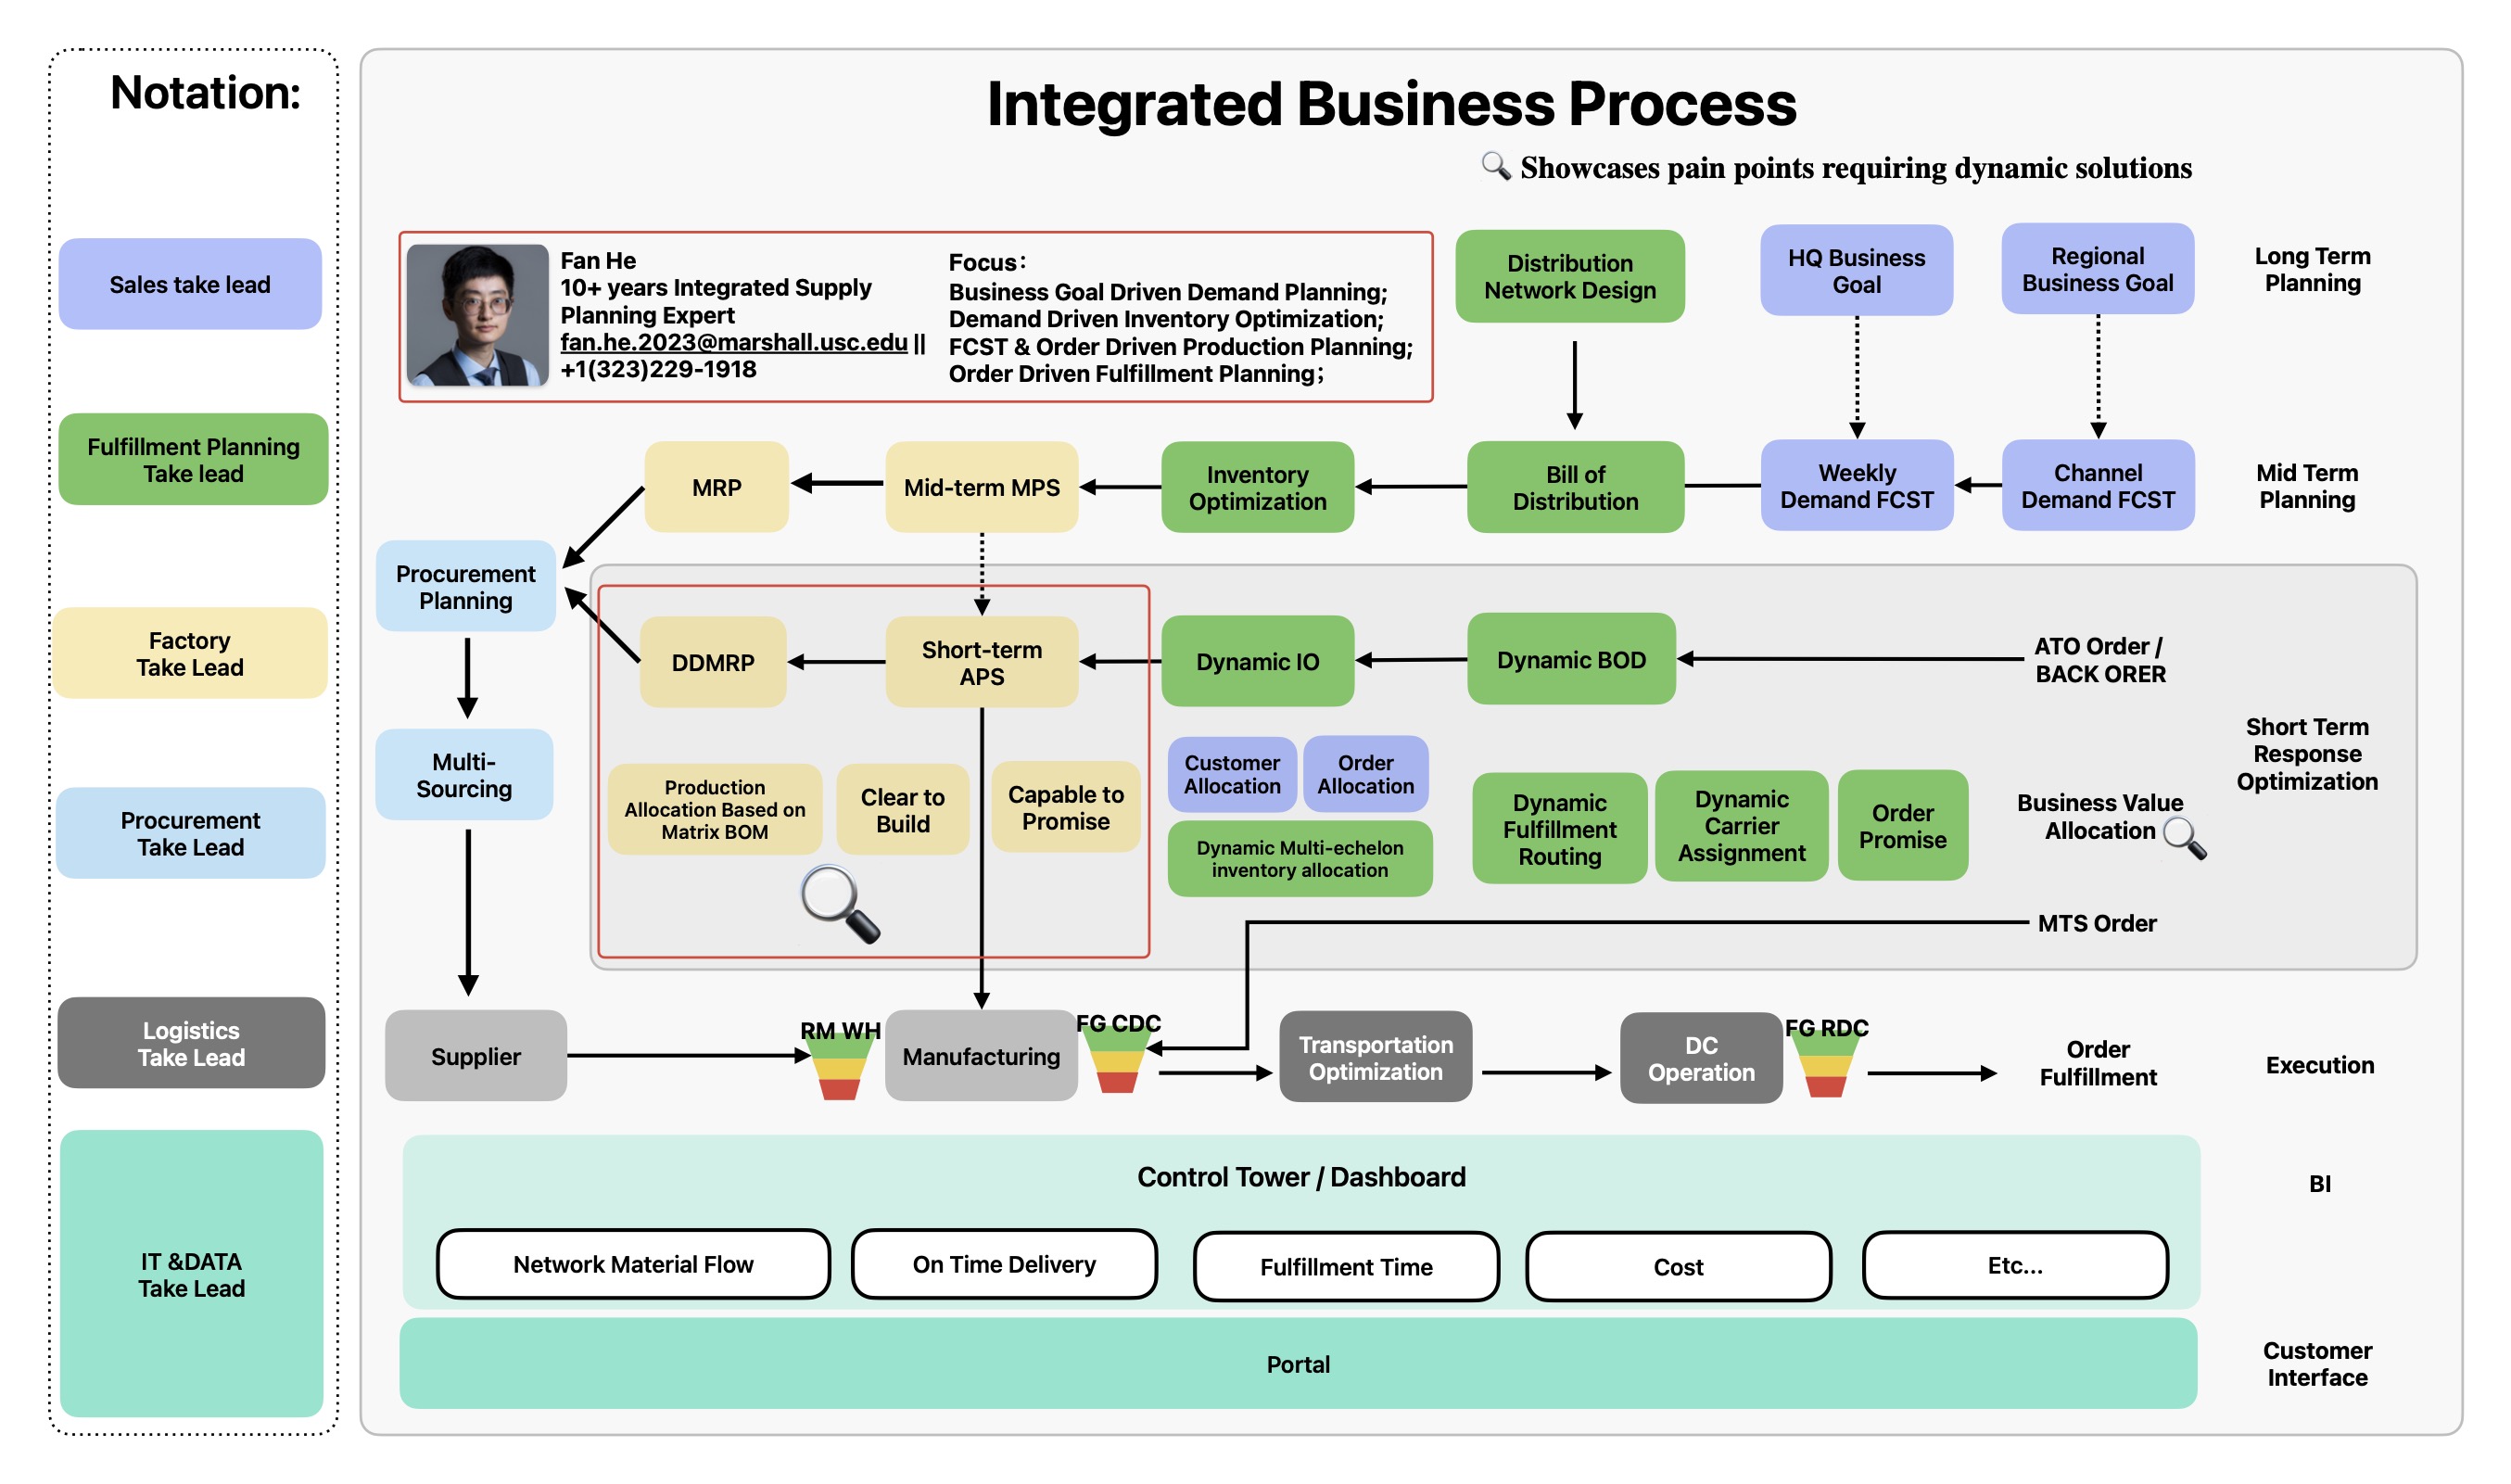 Notation:
Sales take lead
Fulfillment Planning
Take lead
Factory
Take Lead
Procurement
Take Lead
Logistics
Take Lead
IT &DATA
Take Lead
Integrated Business Process
Showcases pain points requiring dynamic solutions
Fan He
10+ years Integrated Supply
Planning Expert
fan.he.2023@marshall.usc.edu ||
+1(323)229-1918
Focus：
Business Goal Driven Demand Planning;
Demand Driven Inventory Optimization;
FCST & Order Driven Production Planning;
Order Driven Fulfillment Planning；
Distribution
Network Design
HQ Business
Goal
Regional
Business Goal
Long Term
Planning
MRP
Mid-term MPS
Inventory
Optimization
Bill of
Distribution
Weekly
Demand FCST
Channel
Demand FCST
Mid Term
Planning
Procurement
Planning
DDMRP
Short-term
APS
Dynamic IO
Dynamic BOD
ATO Order /
BACK ORER
Multi-
Sourcing
Production
Allocation Based on
Matrix BOM
Clear to
Build
Capable to
Promise
Customer
Allocation
Order
Allocation
Dynamic Multi-echelon
inventory allocation
Dynamic
Fulfillment
Routing
Dynamic
Carrier
Assignment
Order
Promise
Business Value
Allocation
Short Term
Response
Optimization
MTS Order
Supplier
RM WH
Manufacturing
FG CDC
Transportation
Optimization
DC
Operation
FG RDC
Order
Fulfillment
Execution
Control Tower / Dashboard
BI
Network Material Flow
On Time Delivery
Fulfillment Time
Cost
Etc...
Portal
Customer
Interface